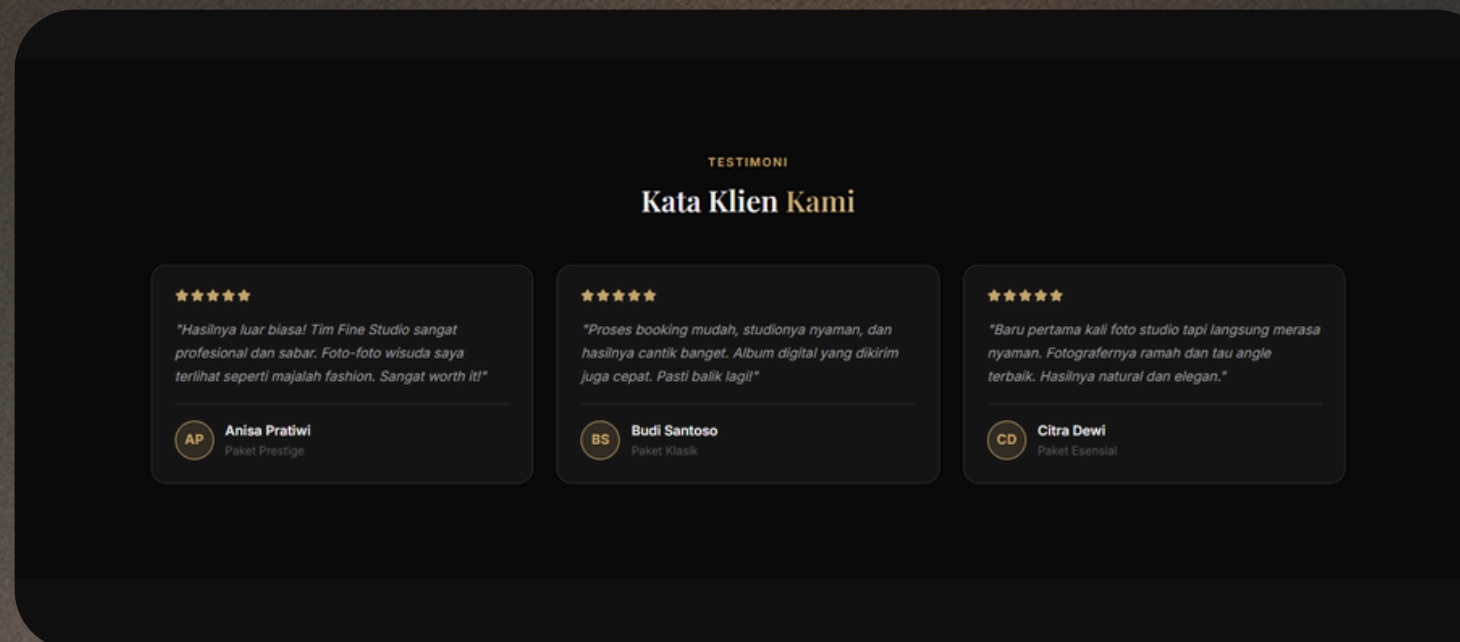 TESTIMONI
Kata Klien Kami
"Hasilnya luar biasa! Tim Fine Studio sangat
profesional dan sabar. Foto-foto wisuda saya
terlihat seperti majalah fashion. Sangat worth it!"
AP
Anisa Pratiwi
Paket Prestige
"Proses booking mudah, studionya nyaman, dan
hasilnya cantik banget. Album digital yang dikirim
juga cepat. Pasti balik lagi!"
BS
Budi Santoso
Paket Klasik
"Baru pertama kali foto studio tapi langsung merasa
nyaman. Fotografernya ramah dan tau angle
terbaik. Hasilnya natural dan elegan."
CD
Citra Dewi
Paket Esensial